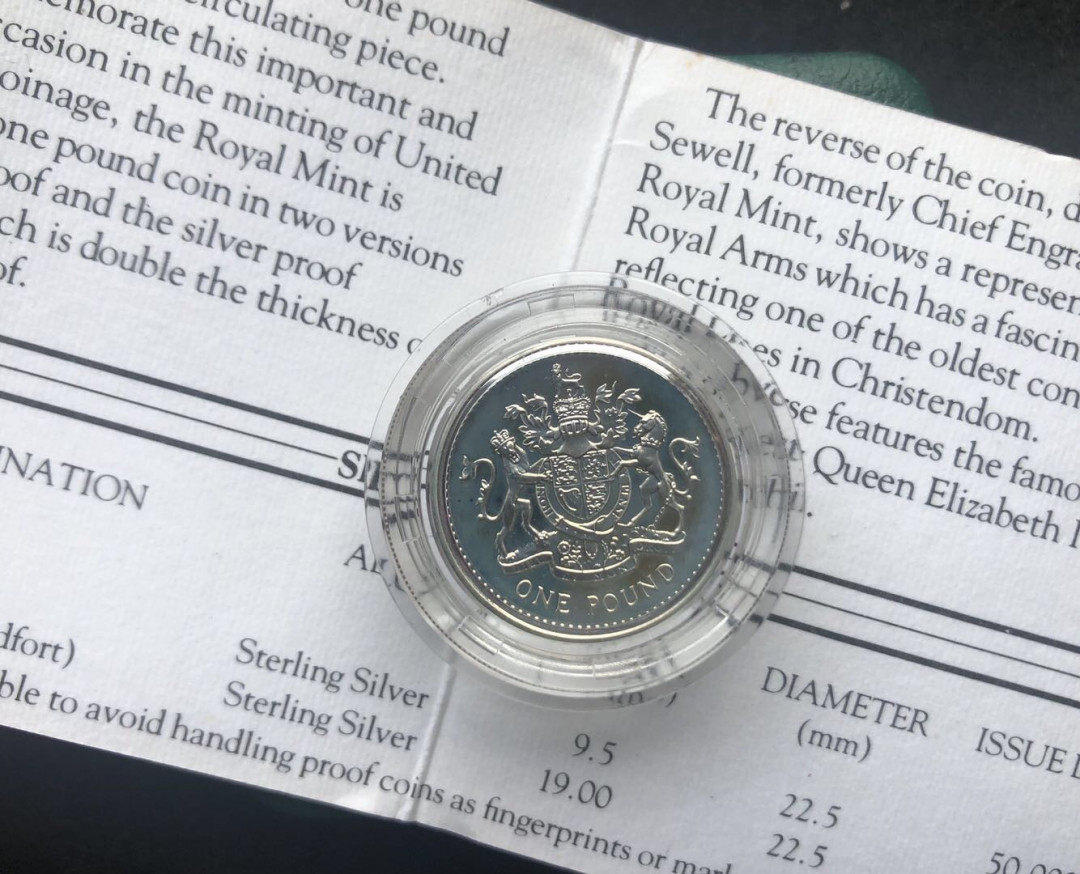 one pound
circulating piece.
this important and
casion in the minting of United
oinage, the Royal Mint is
one pound coin in two versions
oof and the silver proof
ch is double the thickness
of.
The reverse of the coin, d
Sewell, formerly Chief Engra
Royal Mint, shows a represen
Royal Arms which has a fascin
reflecting one of the oldest con
Royal in Christendom.
features the famo
Queen Elizabeth I
NATION
Sterling Silver
Sterling Silver
9.5
19.00
DIAMETER
(mm)
22.5
22.5
ISSUE L
50,000
dfort)
ble to avoid handling proof coins as fingerprints or mar
ONE POUND